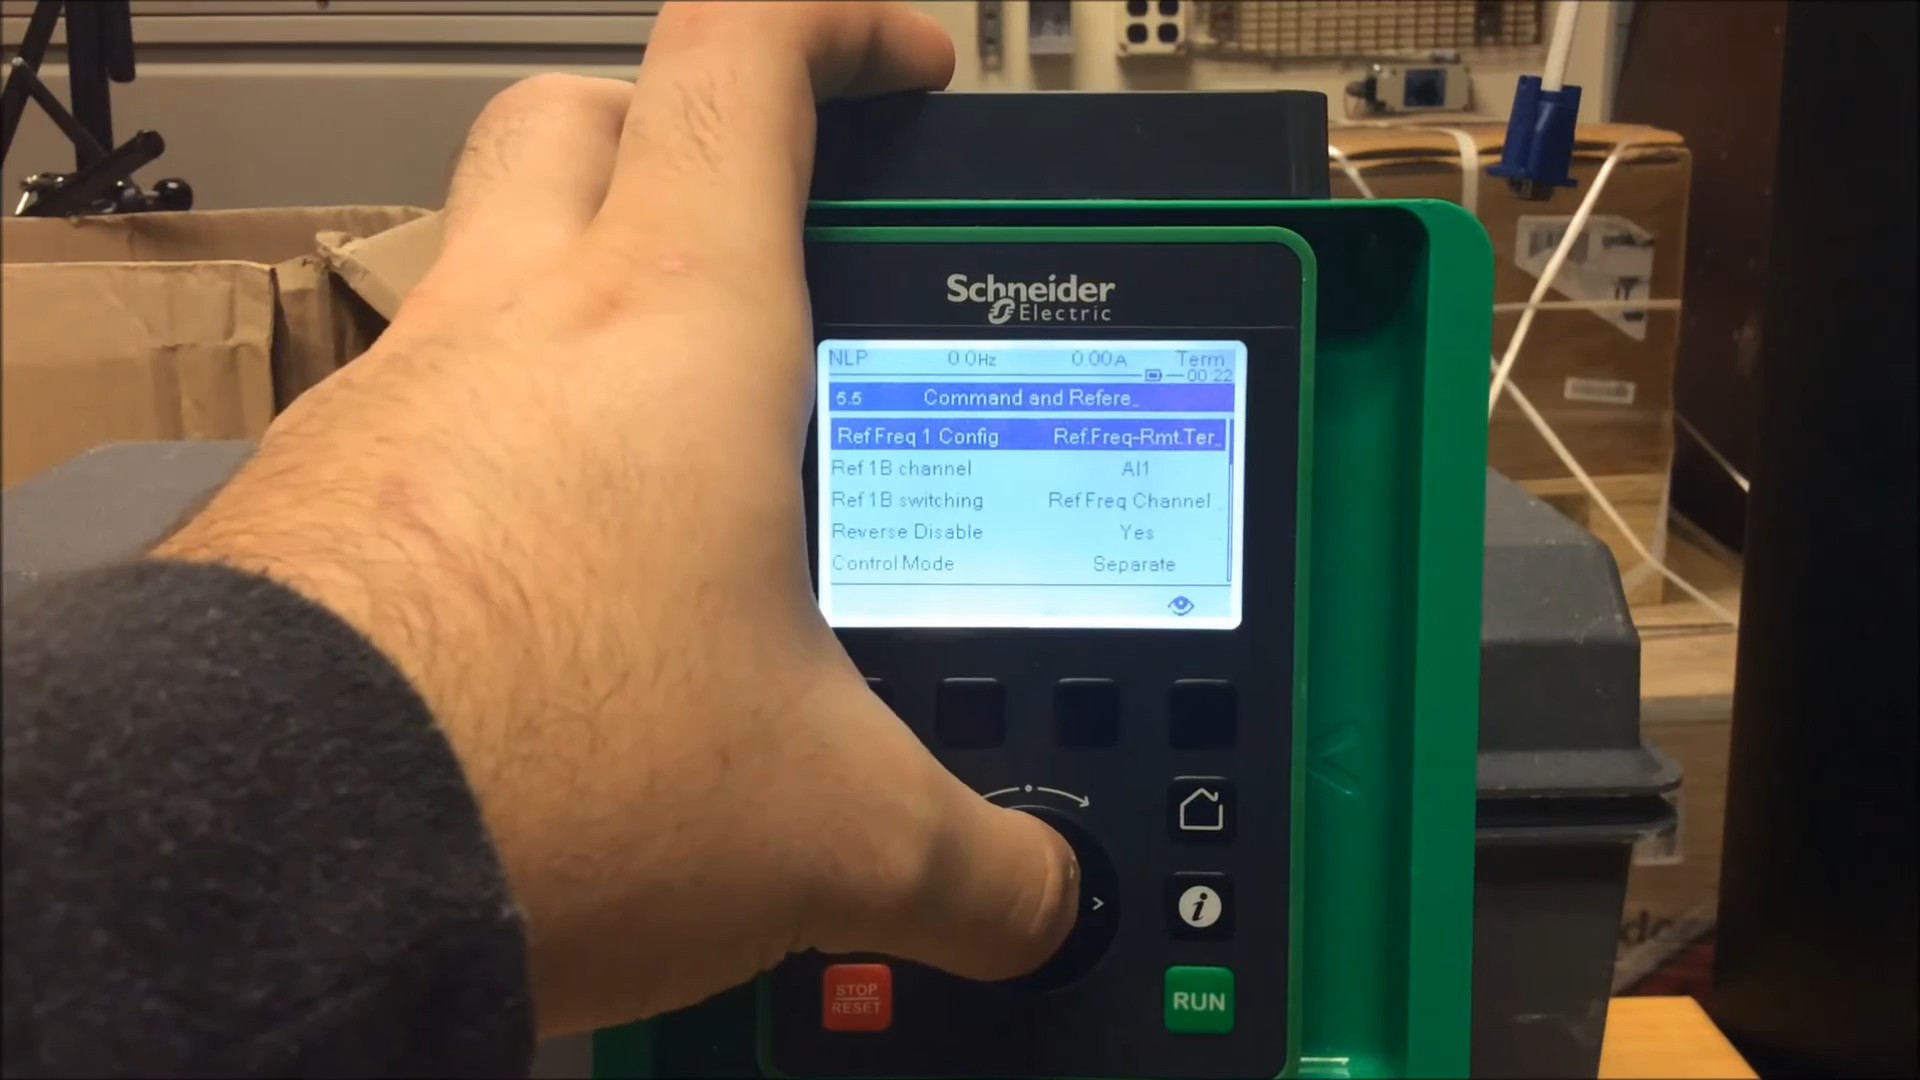 Schneider
Electric
NLP 0.0Hz 0.00A Term
00:22
5.5 Command and Refere_
Ref Freq 1 Config Ref.Freq-Rmt.Ter..
Ref 1B channel AI1
Ref 1B switching Ref Freq Channel .
Reverse Disable Yes
Control Mode Separate
i
STOP
RESET
RUN